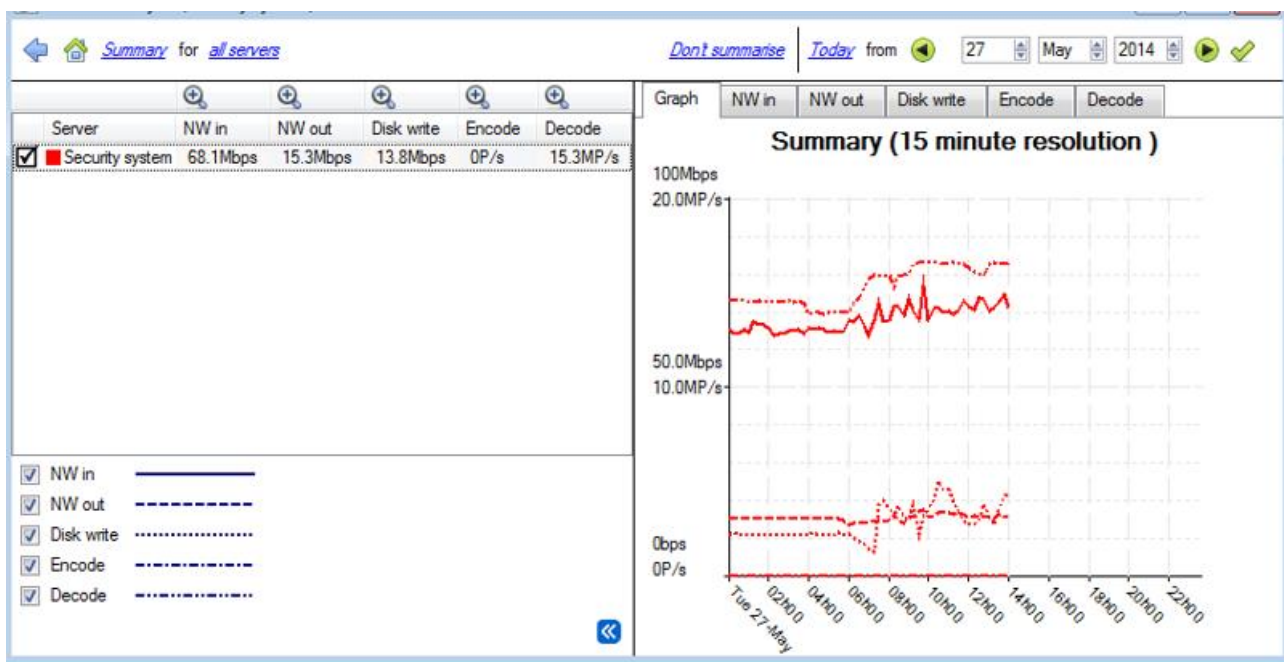 Summary for all servers
Don't summarise Today from 27 May 2014
Server NW in NW out Disk write Encode Decode
Security system 68.1Mbps 15.3Mbps 13.8Mbps 0P/s 15.3MP/s
NW in
NW out
Disk write
Encode
Decode
Graph NW in NW out Disk write Encode Decode
Summary (15 minute resolution )
100Mbps
20.0MP/s
50.0Mbps
10.0MP/s
0bps
0P/s
Tue 27-May 02h00 04h00 06h00 08h00 10h00 12h00 14h00 16h00 18h00 20h00 22h00